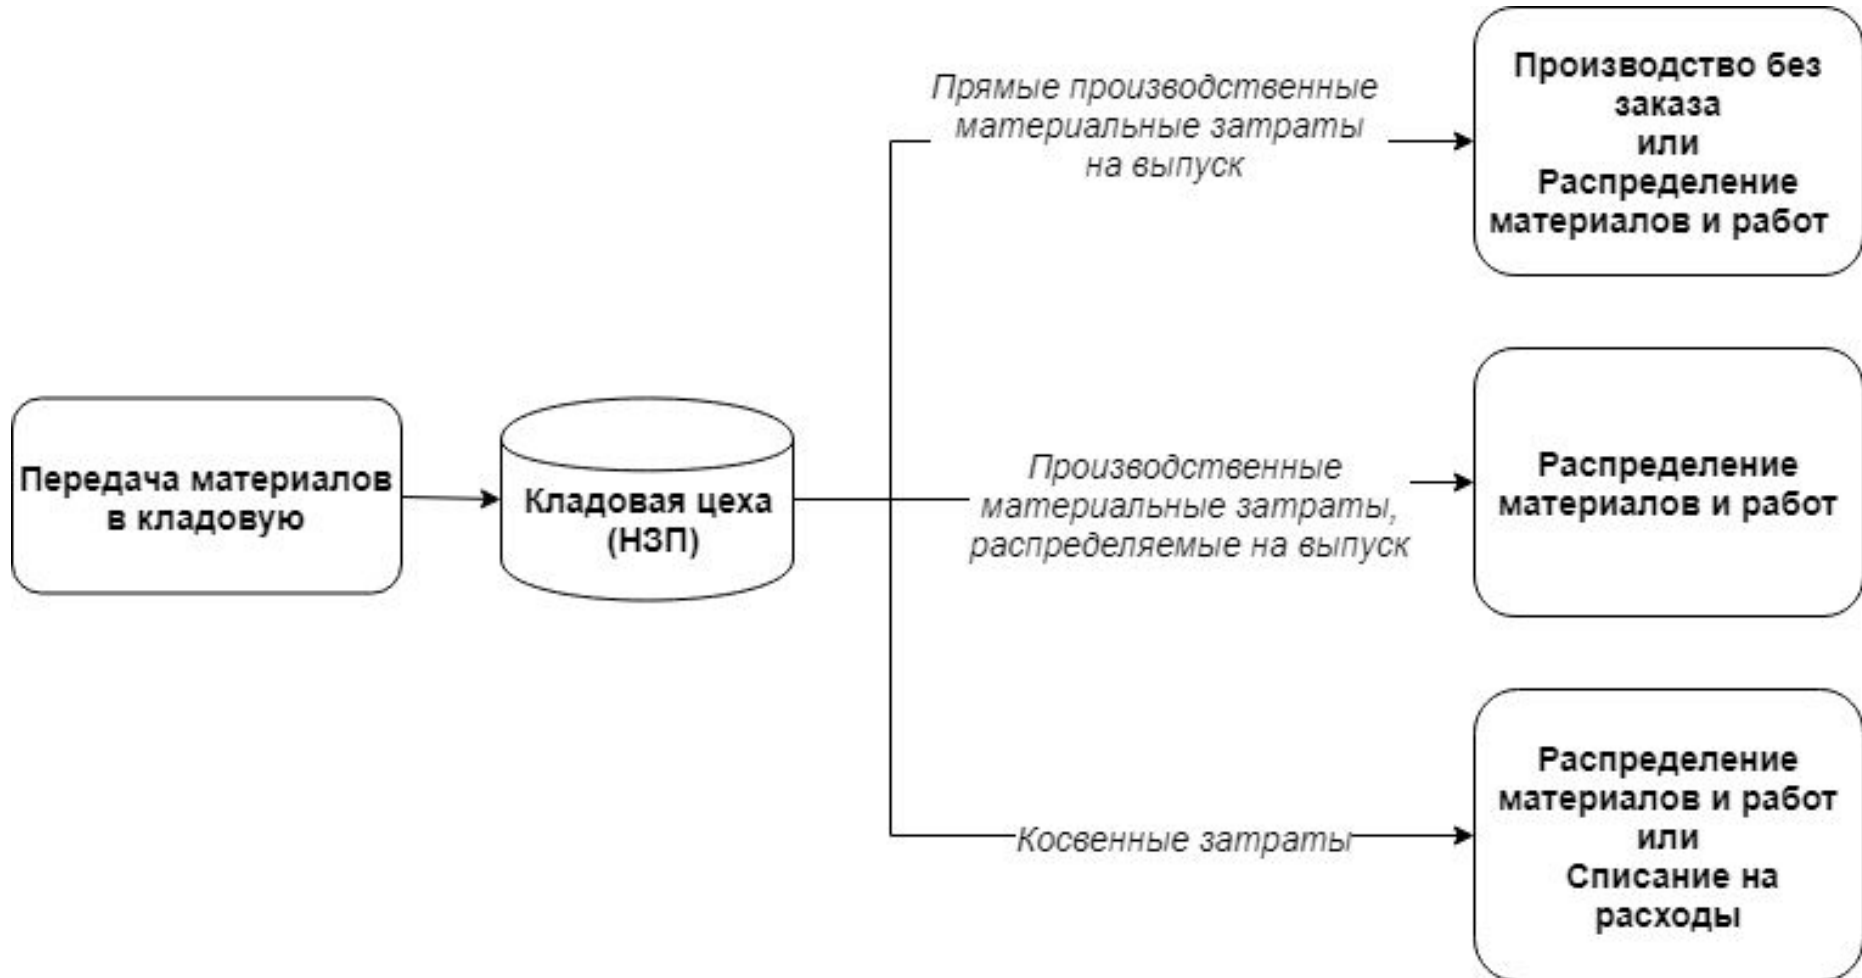 Передача материалов
в кладовую
Кладовая цеха
(НЗП)
Прямые производственные
материальные затраты
на выпуск
Производство без
заказа
или
Распределение
материалов и работ
Производственные
материальные затраты,
распределяемые на выпуск
Распределение
материалов и работ
Косвенные затраты
Распределение
материалов и работ
или
Списание на
расходы